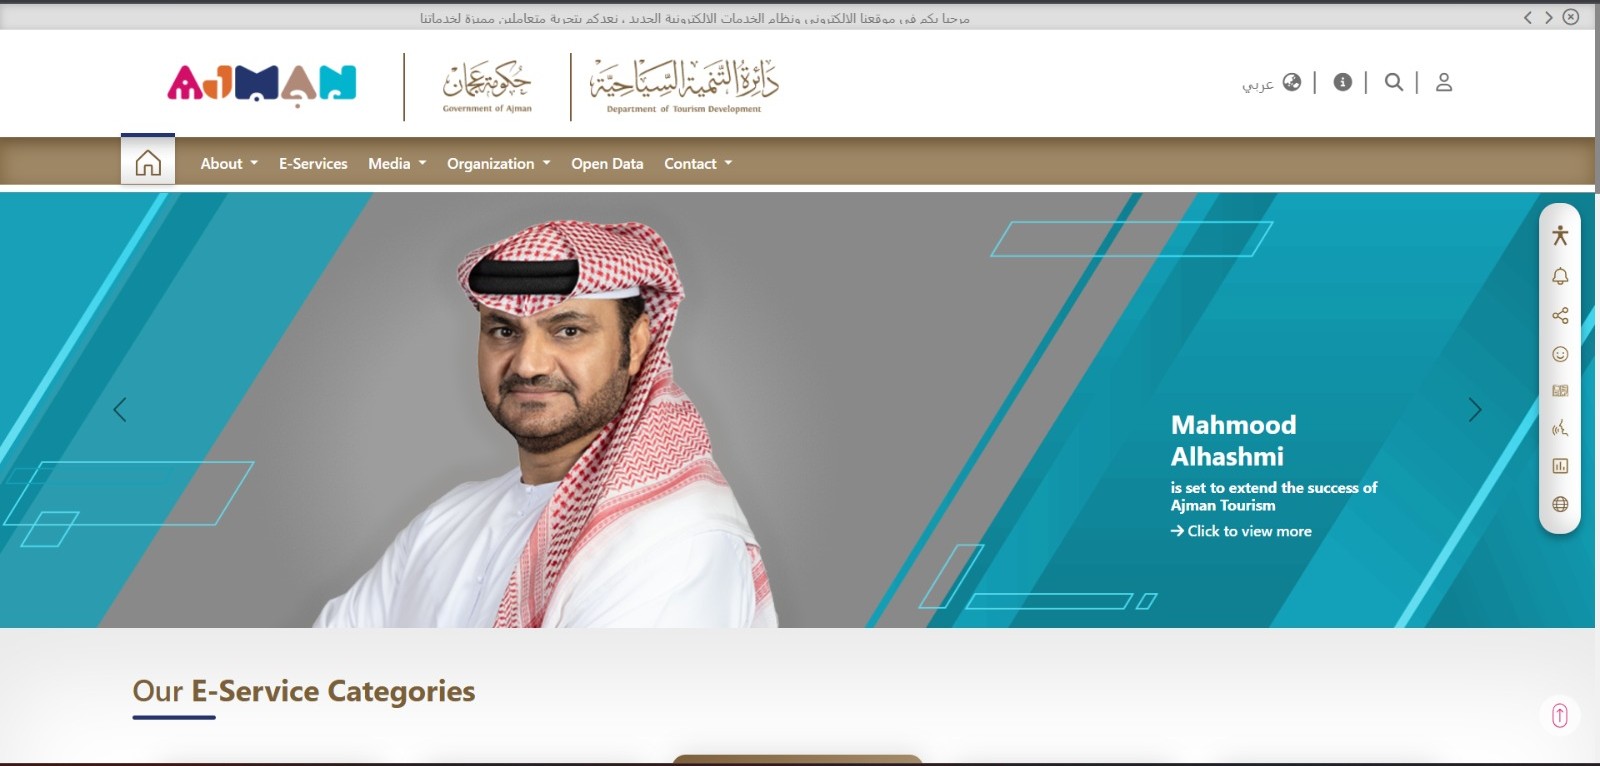 مرحبا بكم في موقعنا الالكتروني ونظام الخدمات الالكترونية الجديد ، نعدكم بتجربة متعاملين مميزة لخدماتنا
AJMAN
حكومة عجمان
Government of Ajman
دائرة التنمية السياحية
Department of Tourism Development
عربي
About
E-Services
Media
Organization
Open Data
Contact
Mahmood
Alhashmi
is set to extend the success of
Ajman Tourism
Click to view more
Our E-Service Categories